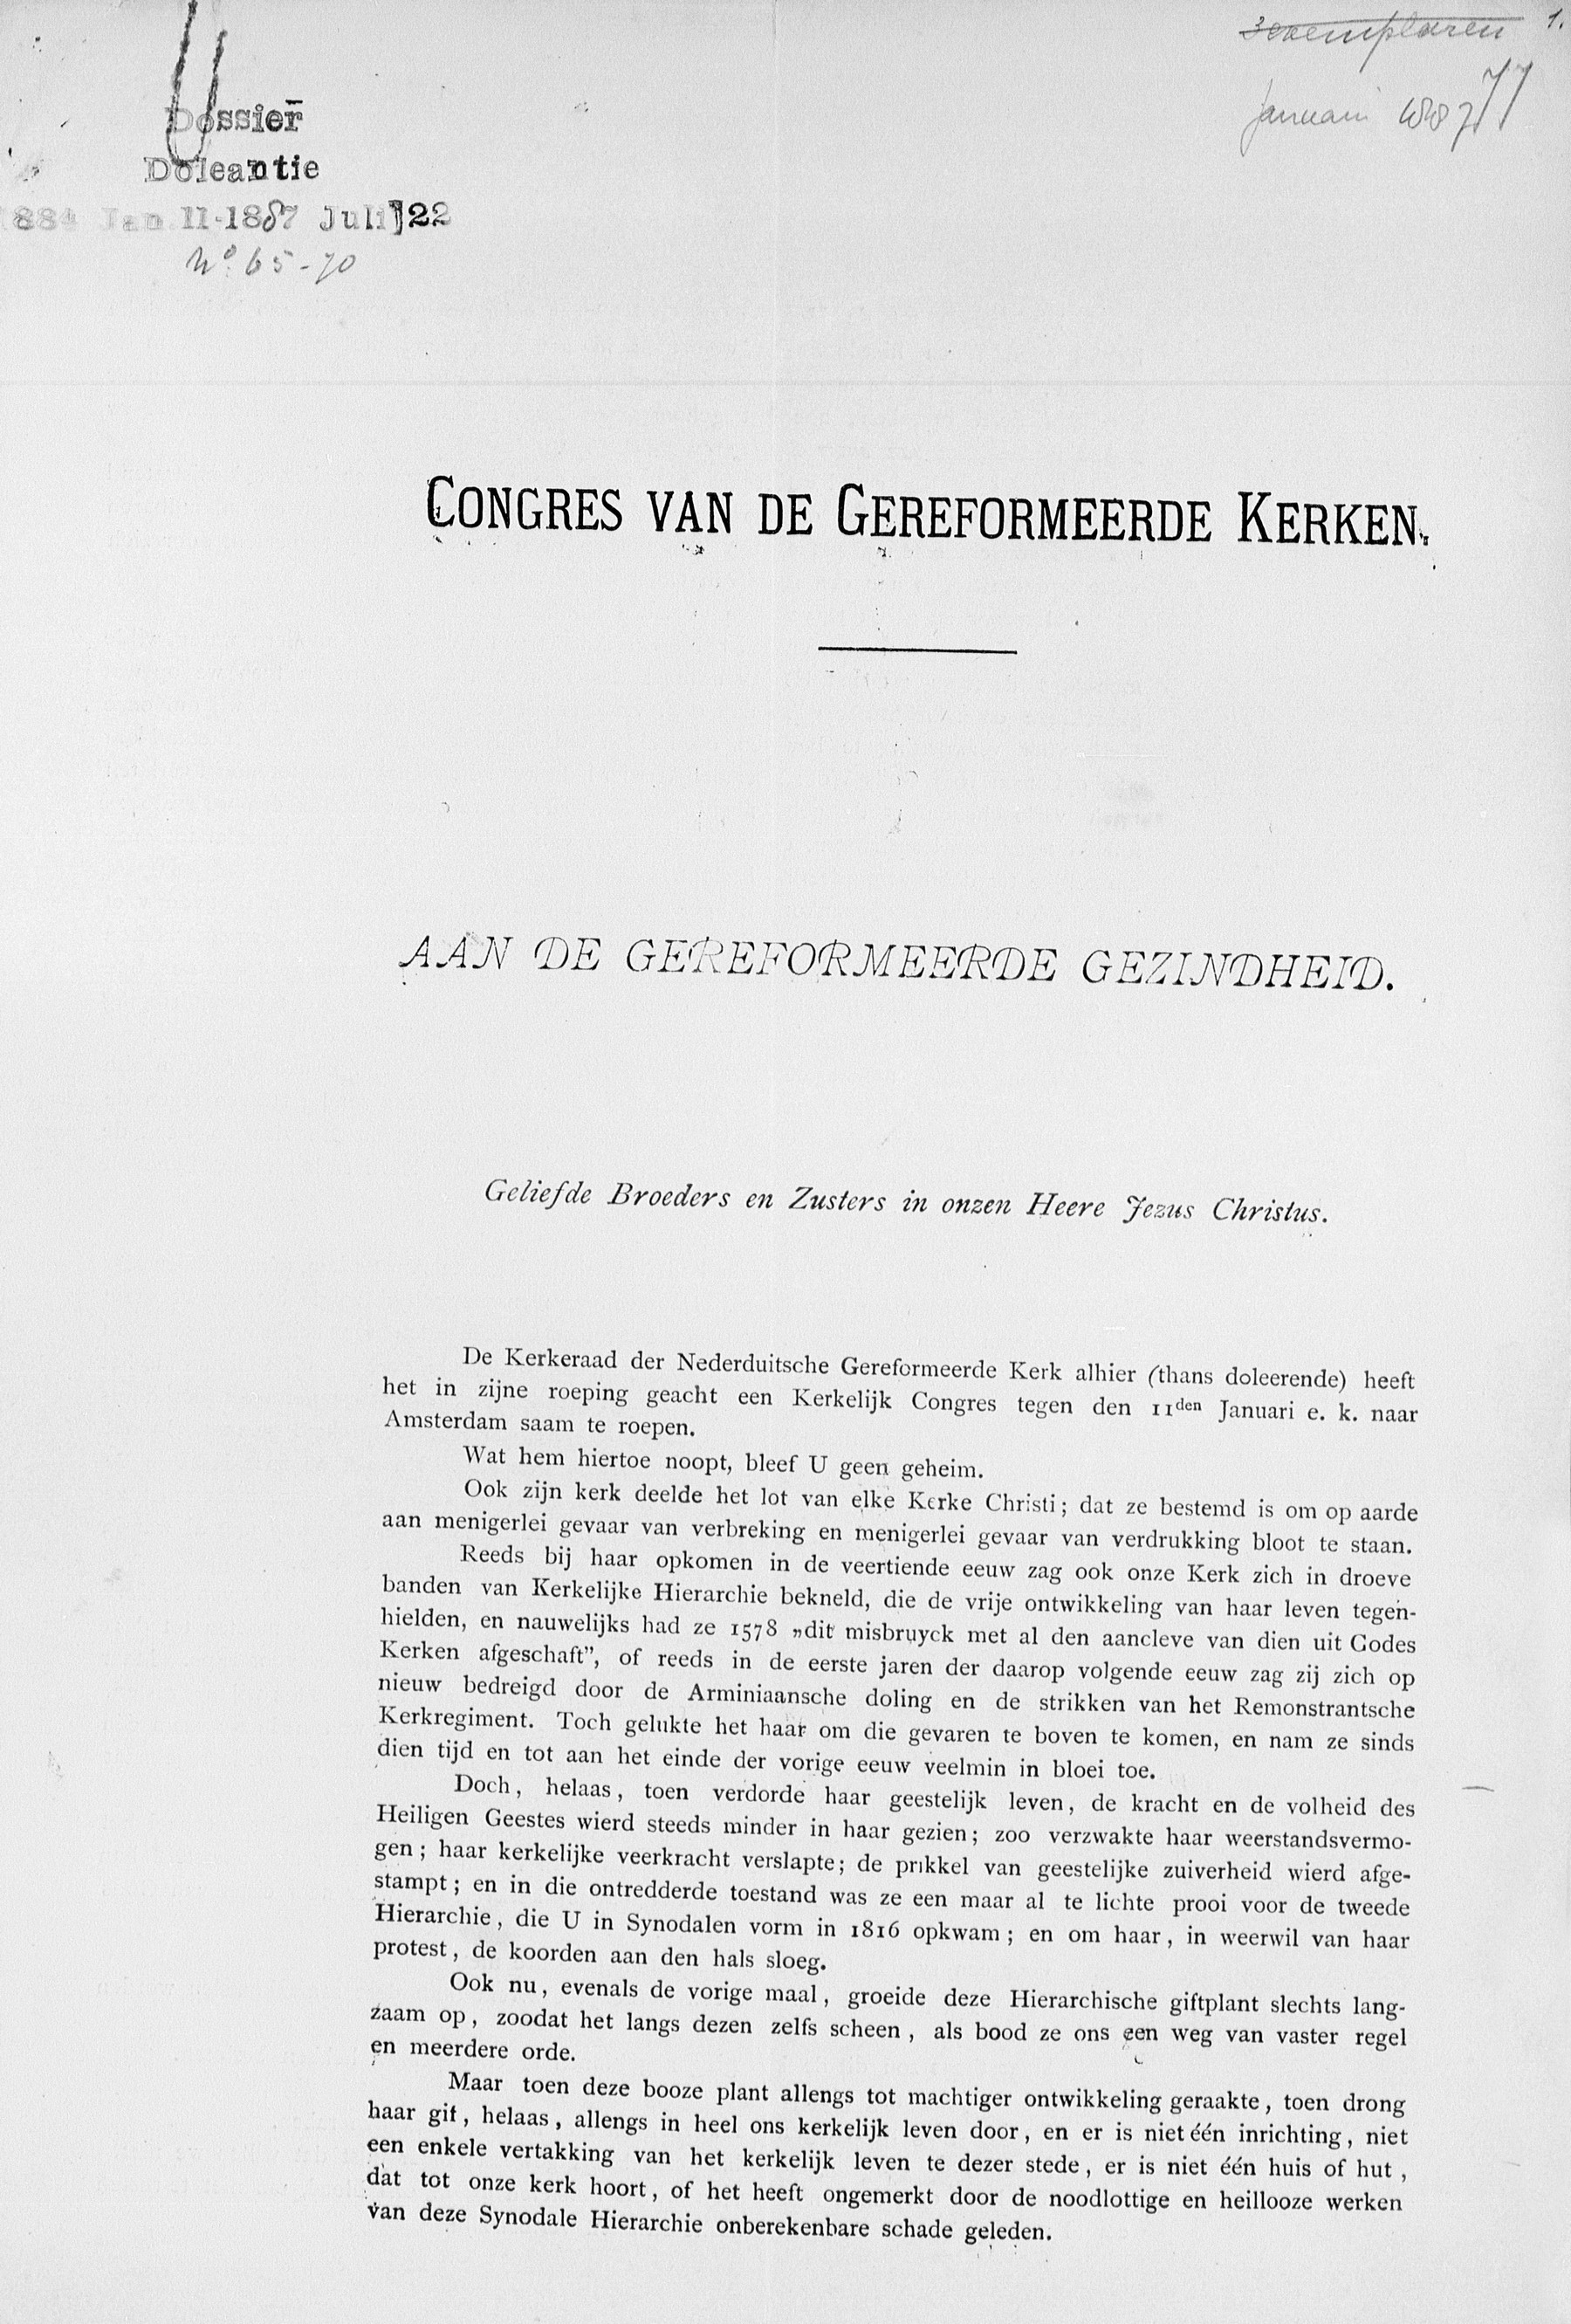 3 exemplaren 1.
Dossier
Januari 1887
Doleantie
1884 Jan. 11-1887 Julij 22
No. 65-70
CONGRES VAN DE GEREFORMEERDE KERKEN.
AAN DE GEREFORMEERDE GEZINDHEID.
Geliefde Broeders en Zusters in onzen Heere Jezus Christus.
De Kerkeraad der Nederduitsche Gereformeerde Kerk alhier (thans doleerende) heeft
het in zijne roeping geacht een Kerkelijk Congres tegen den 11den Januari e. k. naar
Amsterdam saam te roepen.
Wat hem hiertoe noopt, bleef U geen geheim.
Ook zijn kerk deelde het lot van elke Kerke Christi; dat ze bestemd is om op aarde
aan menigerlei gevaar van verbreking en menigerlei gevaar van verdrukking bloot te staan.
Reeds bij haar opkomen in de veertiende eeuw zag ook onze Kerk zich in droeve
banden van Kerkelijke Hierarchie bekneld, die de vrije ontwikkeling van haar leven tegen-
hielden, en nauwelijks had ze 1578 „dit misbruyck met al den aancleve van dien uit Godes
Kerken afgeschaft”, of reeds in de eerste jaren der daarop volgende eeuw zag zij zich op
nieuw bedreigd door de Arminiaansche doling en de strikken van het Remonstrantsche
Kerkregiment. Toch gelukte het haar om die gevaren te boven te komen, en nam ze sinds
dien tijd en tot aan het einde der vorige eeuw veelmin in bloei toe.
Doch, helaas, toen verdorde haar geestelijk leven, de kracht en de volheid des
Heiligen Geestes wierd steeds minder in haar gezien; zoo verzwakte haar weerstandsvermo-
gen; haar kerkelijke veerkracht verslapte; de prikkel van geestelijke zuiverheid wierd afge-
stampt; en in die ontredderde toestand was ze een maar al te lichte prooi voor de tweede
Hierarchie, die U in Synodalen vorm in 1816 opkwam; en om haar, in weerwil van haar
protest, de koorden aan den hals sloeg.
Ook nu, evenals de vorige maal, groeide deze Hierarchische giftplant slechts lang-
zaam op, zoodat het langs dezen zelfs scheen, als bood ze ons een weg van vaster regel
en meerdere orde.
Maar toen deze booze plant allengs tot machtiger ontwikkeling geraakte, toen drong
haar gif, helaas, allengs in heel ons kerkelijk leven door, en er is niet één inrichting, niet
een enkele vertakking van het kerkelijk leven te dezer stede, er is niet één huis of hut,
dat tot onze kerk hoort, of het heeft ongemerkt door de noodlottige en heillooze werken
van deze Synodale Hierarchie onberekenbare schade geleden.